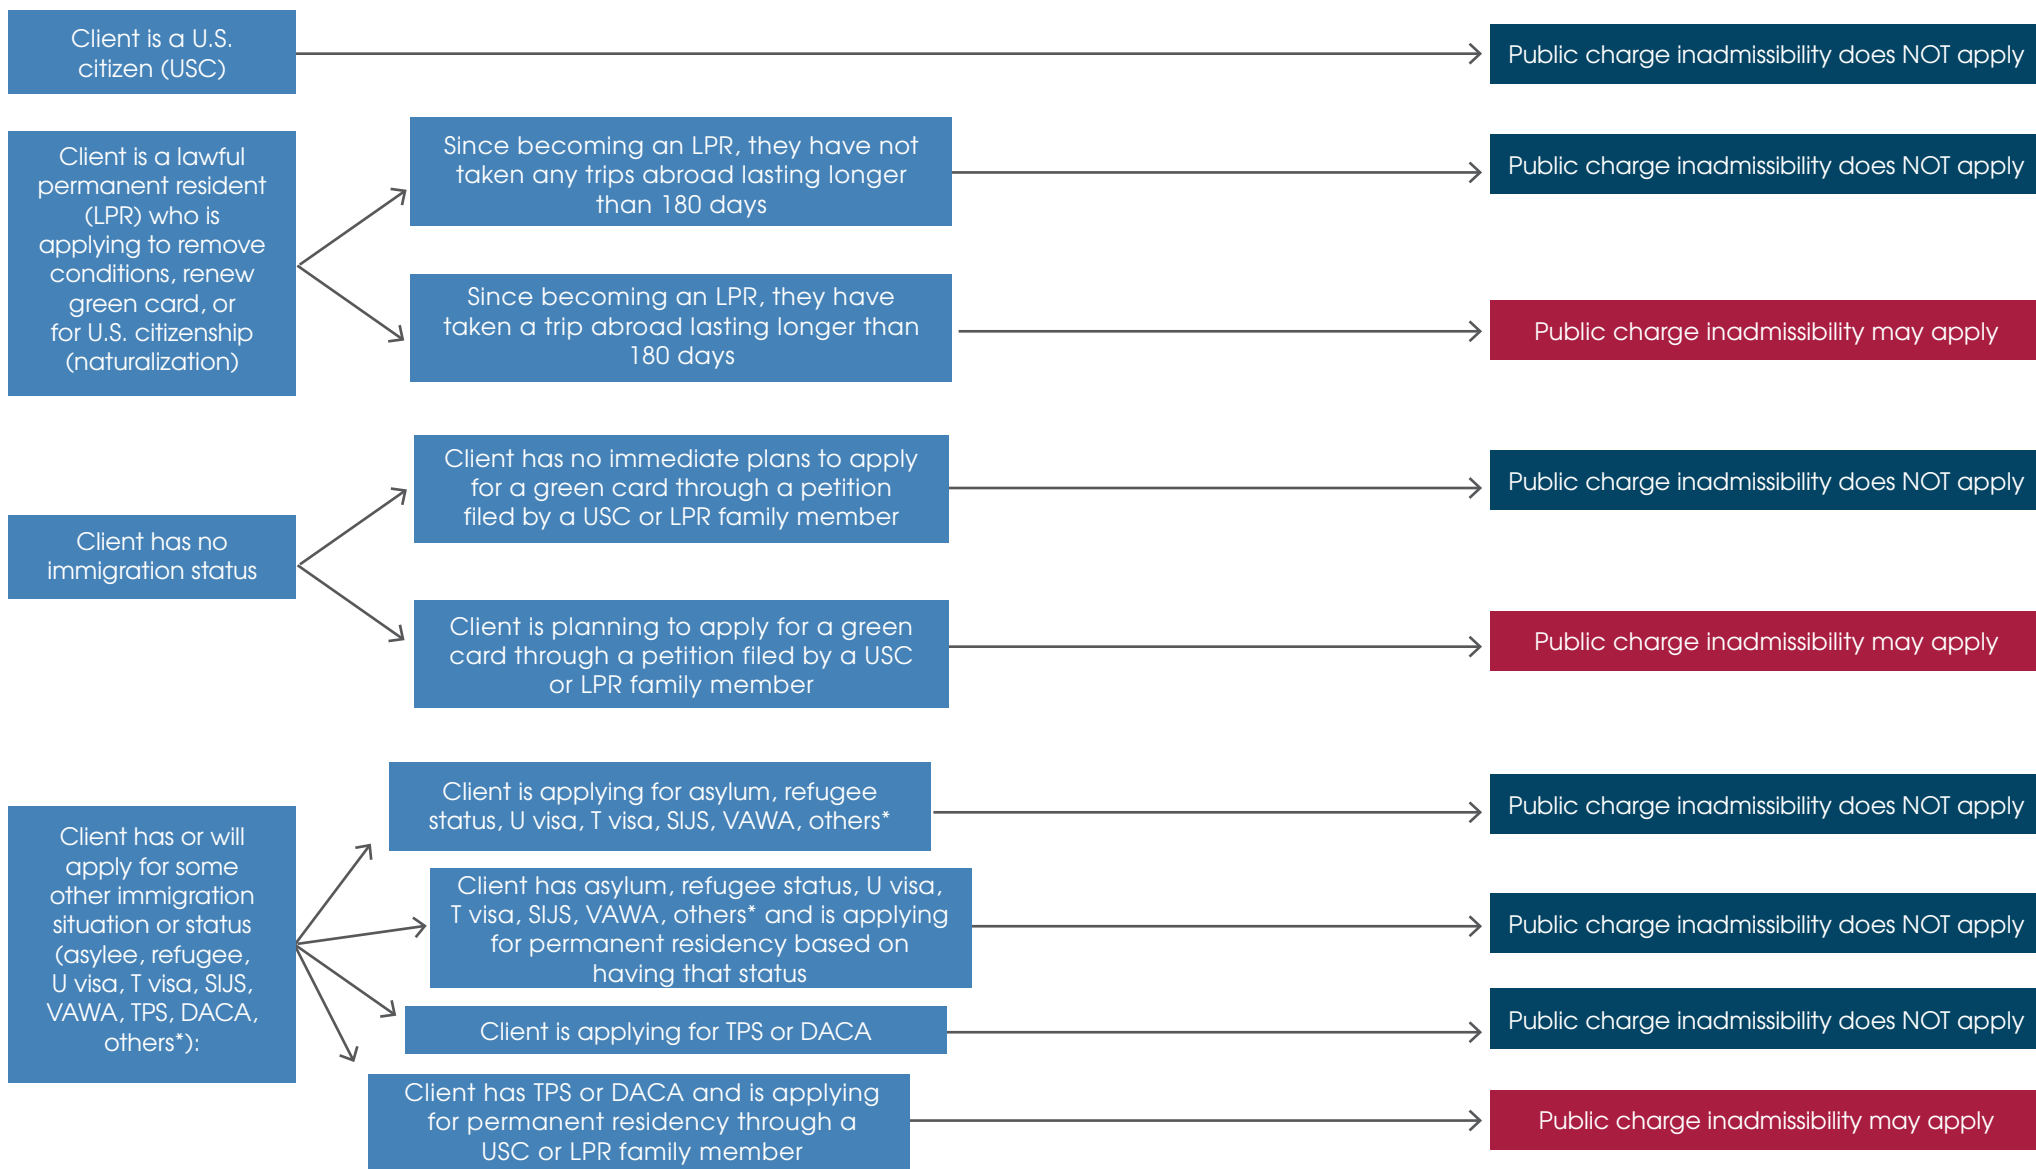 Client is a U.S.
citizen (USC)
Public charge inadmissibility does NOT apply
Client is a lawful
permanent resident
(LPR) who is
applying to remove
conditions, renew
green card, or
for U.S. citizenship
(naturalization)
Since becoming an LPR, they have not
taken any trips abroad lasting longer
than 180 days
Public charge inadmissibility does NOT apply
Since becoming an LPR, they have
taken a trip abroad lasting longer than
180 days
Public charge inadmissibility may apply
Client has no
immigration status
Client has no immediate plans to apply
for a green card through a petition
filed by a USC or LPR family member
Public charge inadmissibility does NOT apply
Client is planning to apply for a green
card through a petition filed by a USC
or LPR family member
Public charge inadmissibility may apply
Client has or will
apply for some
other immigration
situation or status
(asylee, refugee,
U visa, T visa, SIJS,
VAWA, TPS, DACA,
others*):
Client is applying for asylum, refugee
status, U visa, T visa, SIJS, VAWA, others*
Public charge inadmissibility does NOT apply
Client has asylum, refugee status, U visa,
T visa, SIJS, VAWA, others* and is applying
for permanent residency based on
having that status
Public charge inadmissibility does NOT apply
Client is applying for TPS or DACA
Public charge inadmissibility does NOT apply
Client has TPS or DACA and is applying
for permanent residency through a
USC or LPR family member
Public charge inadmissibility may apply